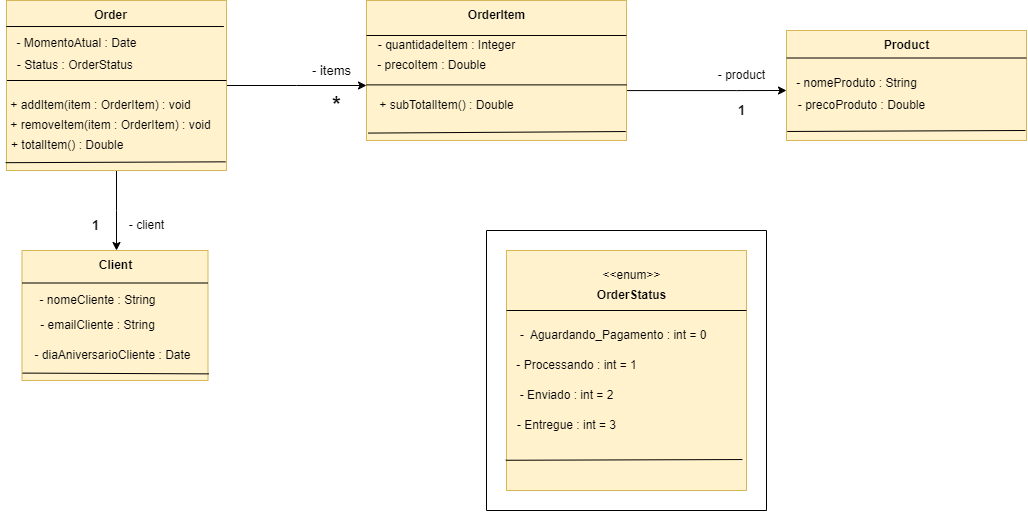 Order
- MomentoAtual : Date
- Status : OrderStatus
+ addItem(item : OrderItem) : void
+ removeItem(item : OrderItem) : void
+ totalItem() : Double
- items
*
OrderItem
- quantidadeItem : Integer
- precoItem : Double
+ subTotalItem() : Double
- product
1
Product
- nomeProduto : String
- precoProduto : Double
1
- client
Client
- nomeCliente : String
- emailCliente : String
- diaAniversarioCliente : Date
<<enum>>
OrderStatus
- Aguardando_Pagamento : int = 0
- Processando : int = 1
- Enviado : int = 2
- Entregue : int = 3